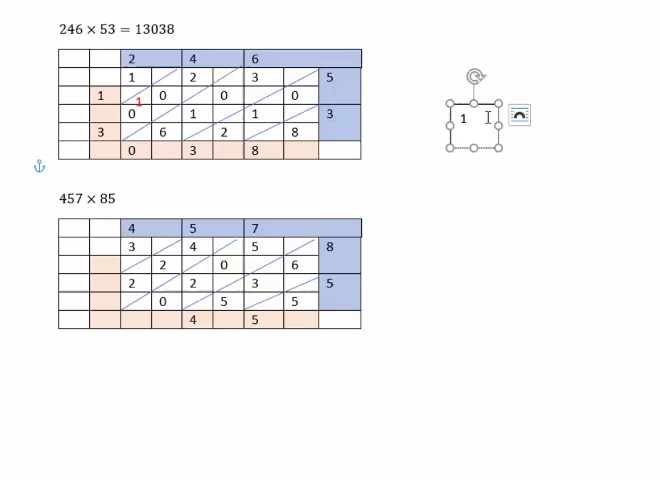 246 × 53 = 13038
2 4 6
1 2 3 5
1 0 0 0
1
0 1 1 3
3 6 2 8
0 3 8
1
457 × 85
4 5 7
3 4 5 8
2 0 6
2 2 3 5
0 5 5
4 5